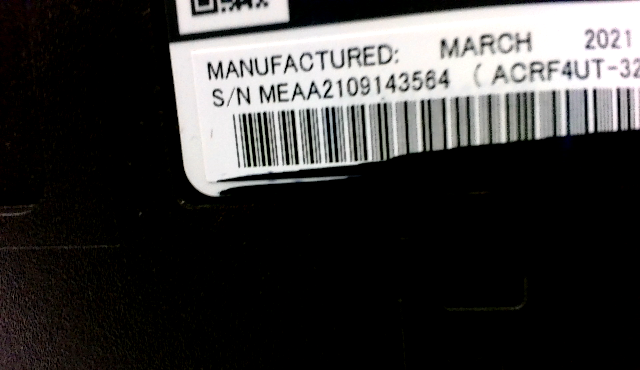 MANUFACTURED: MARCH 2021
S/N MEAA2109143564 ( ACRF4UT-32